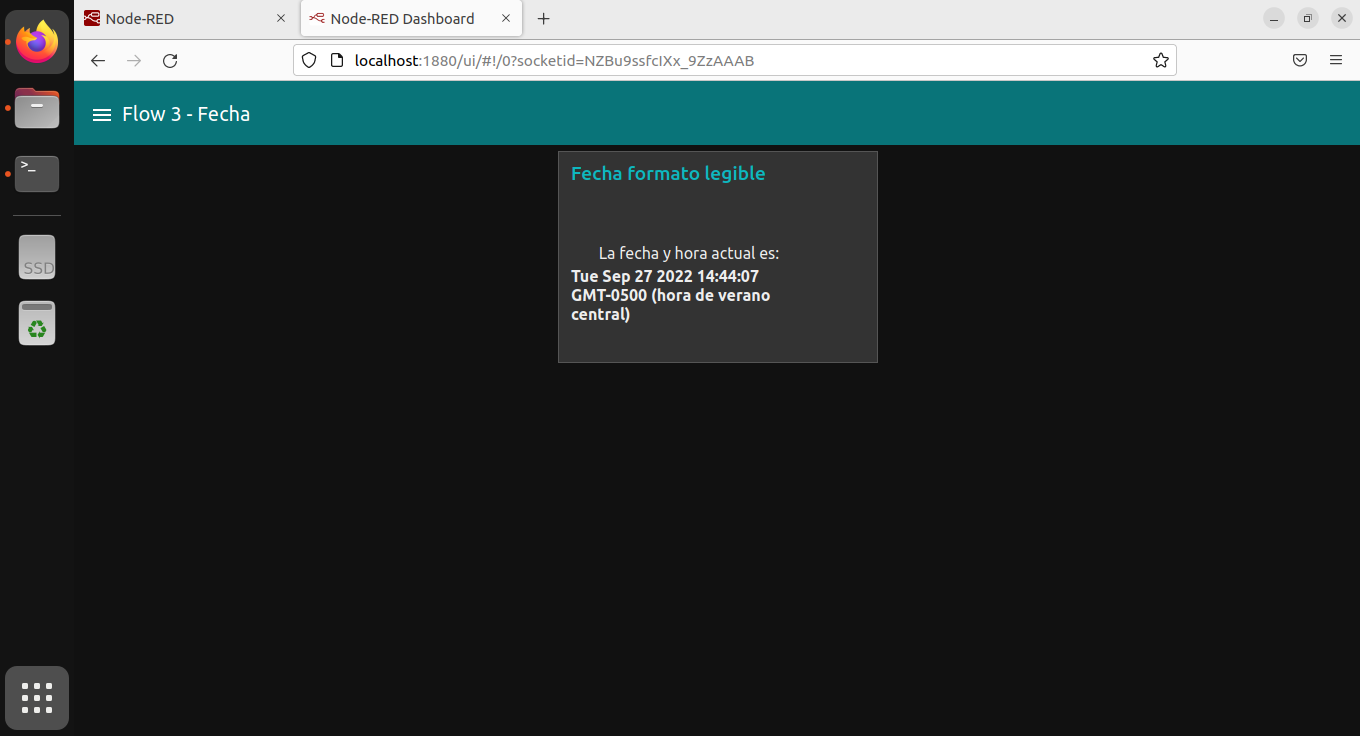 Node-RED
Node-RED Dashboard
localhost:1880/ui/#!/0?socketid=NZBu9ssfcIXx_9ZzAAAB
Flow 3 - Fecha
Fecha formato legible
La fecha y hora actual es:
Tue Sep 27 2022 14:44:07
GMT-0500 (hora de verano
central)
>_
SSD